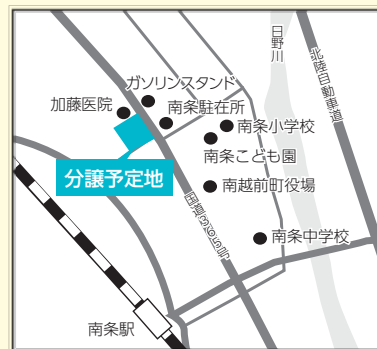 日野川
北陸自動車道
ガソリンスタンド
加藤医院
南条駐在所
南条小学校
南条こども園
分譲予定地
南越前町役場
国道365号
南条中学校
南条駅